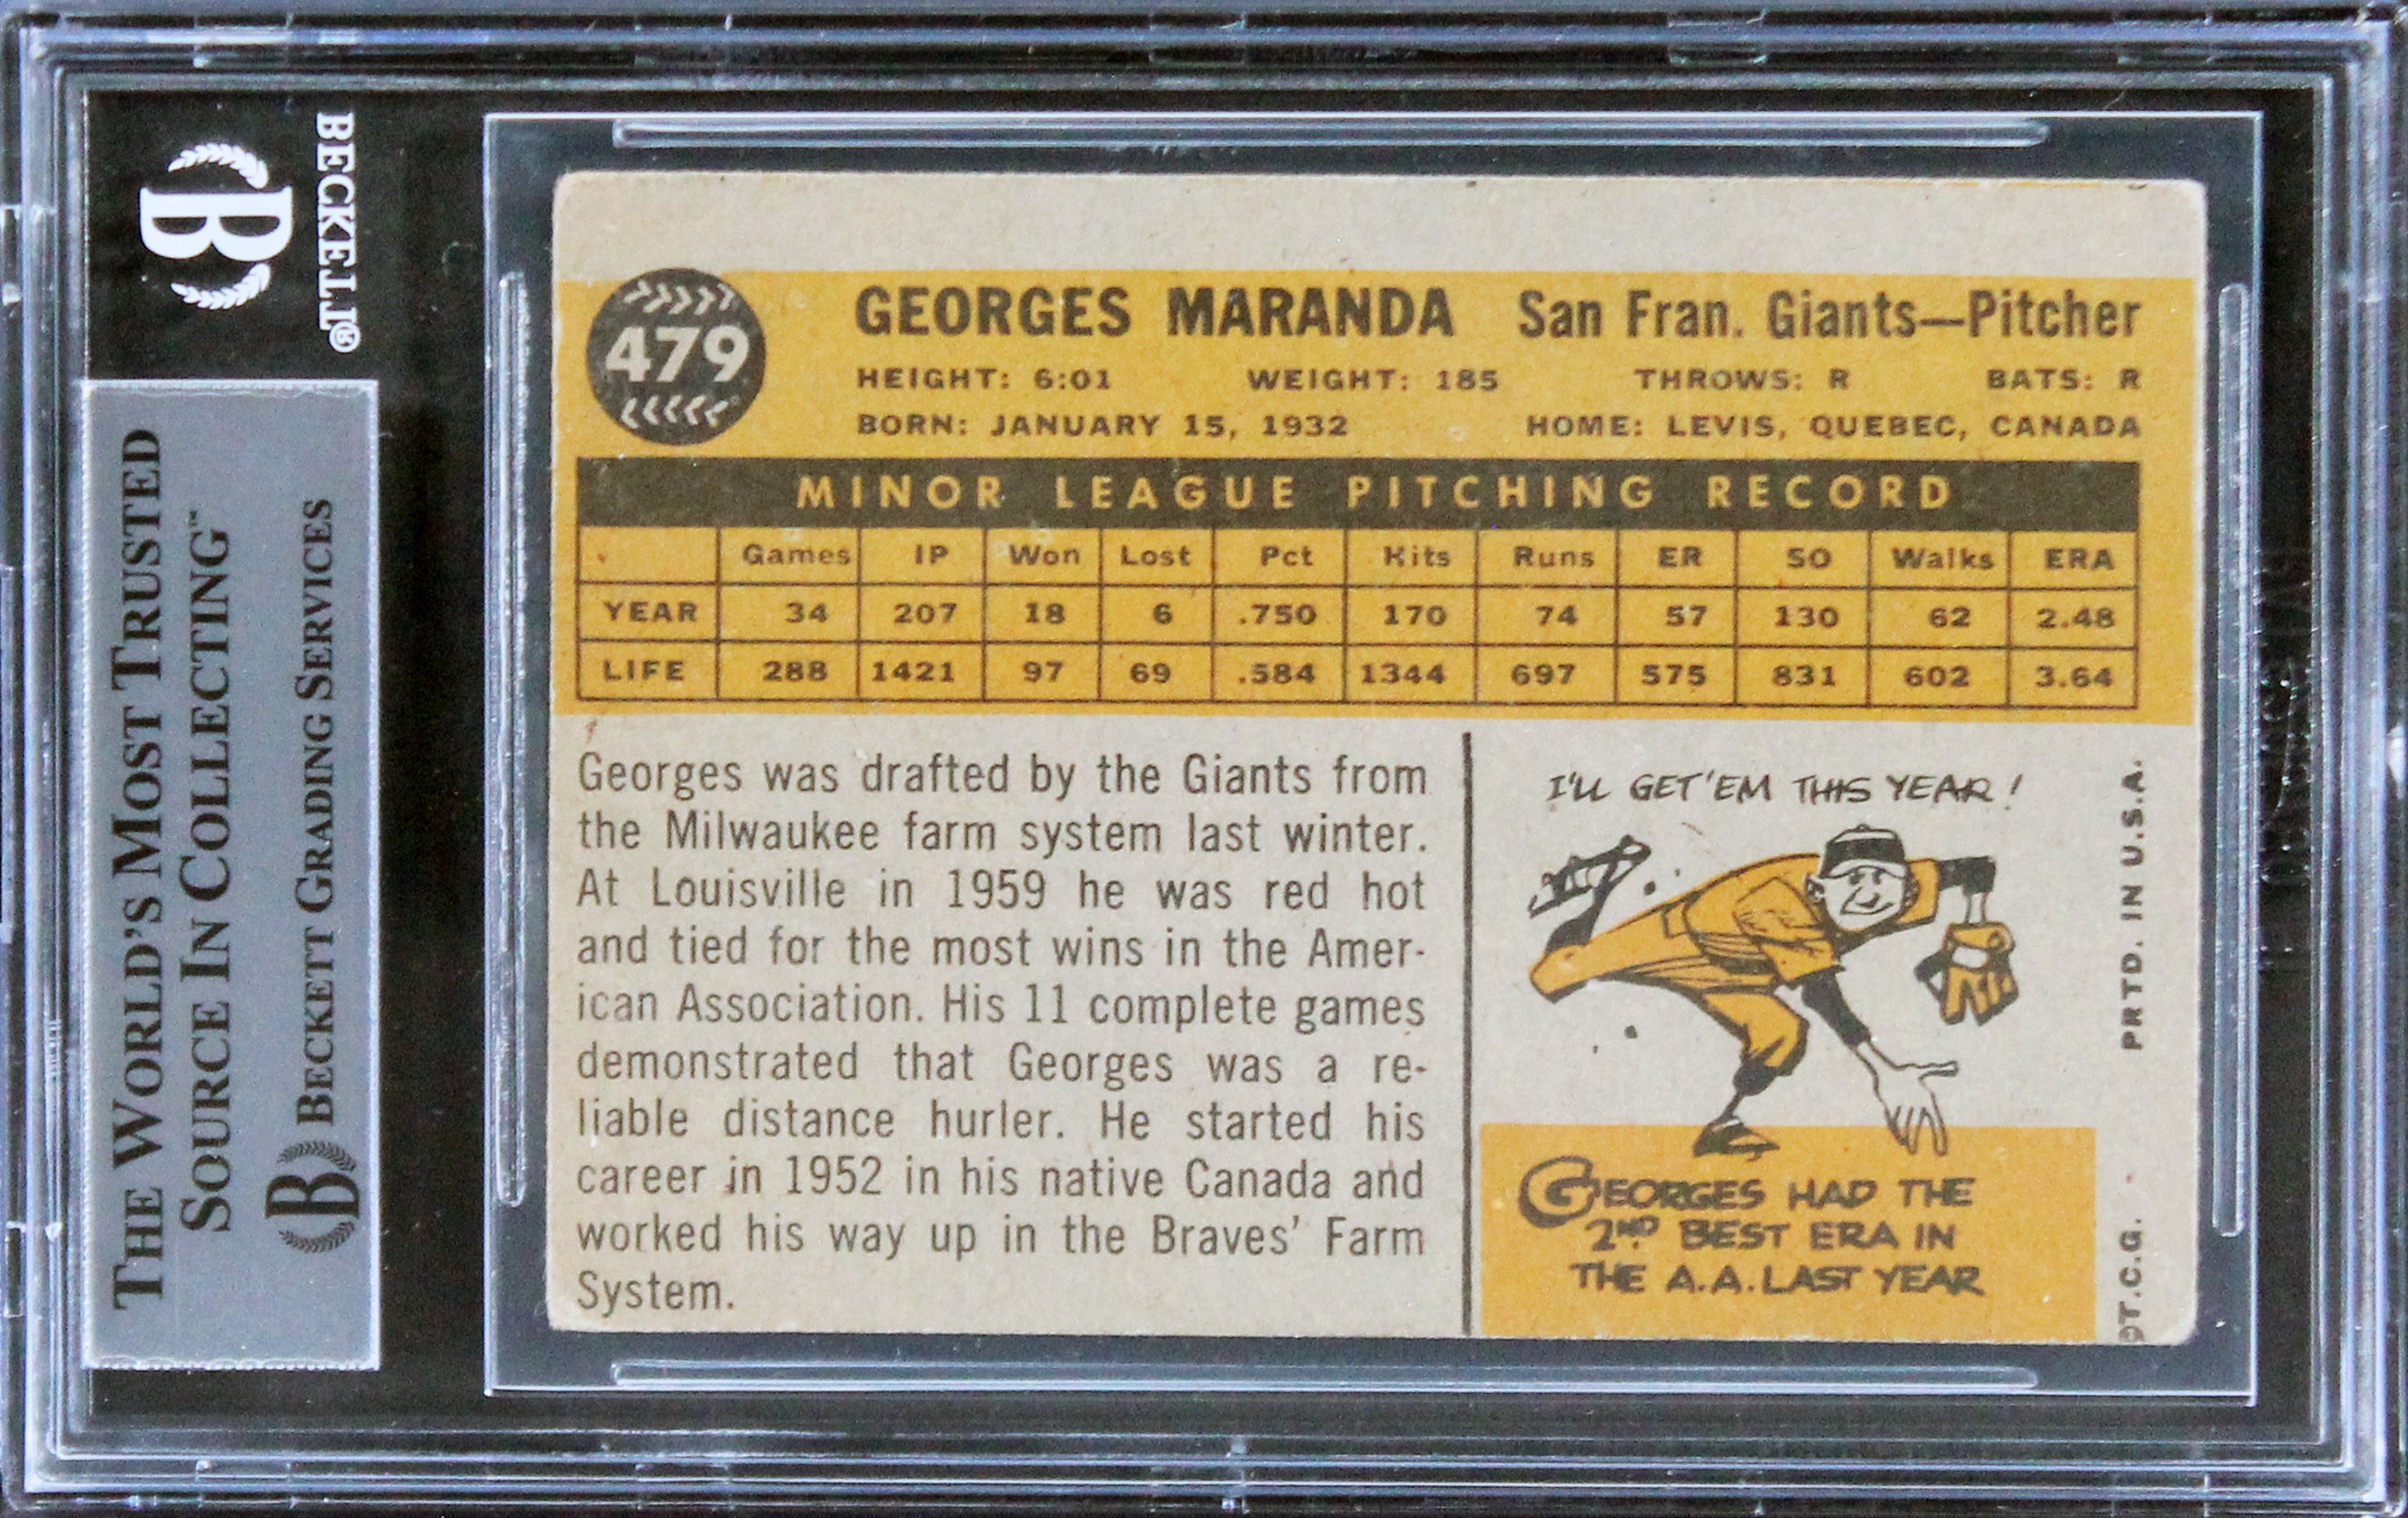 BECKETT®
B
THE WORLD'S MOST TRUSTED
SOURCE IN COLLECTING™
B BECKETT GRADING SERVICES
479
GEORGES MARANDA San Fran. Giants—Pitcher
HEIGHT: 6:01 WEIGHT: 185 THROWS: R BATS: R
BORN: JANUARY 15, 1932 HOME: LEVIS, QUEBEC, CANADA
MINOR LEAGUE PITCHING RECORD
Games IP Won Lost Pct Hits Runs ER SO Walks ERA
YEAR 34 207 18 6 .750 170 74 57 130 62 2.48
LIFE 288 1421 97 69 .584 1344 697 575 831 602 3.64
Georges was drafted by the Giants from
the Milwaukee farm system last winter.
At Louisville in 1959 he was red hot
and tied for the most wins in the Amer-
ican Association. His 11 complete games
demonstrated that Georges was a re-
liable distance hurler. He started his
career in 1952 in his native Canada and
worked his way up in the Braves' Farm
System.
I'LL GET 'EM THIS YEAR!
GEORGES HAD THE
2ND BEST ERA IN
THE A.A. LAST YEAR
©T.C.G. PRTD. IN U.S.A.